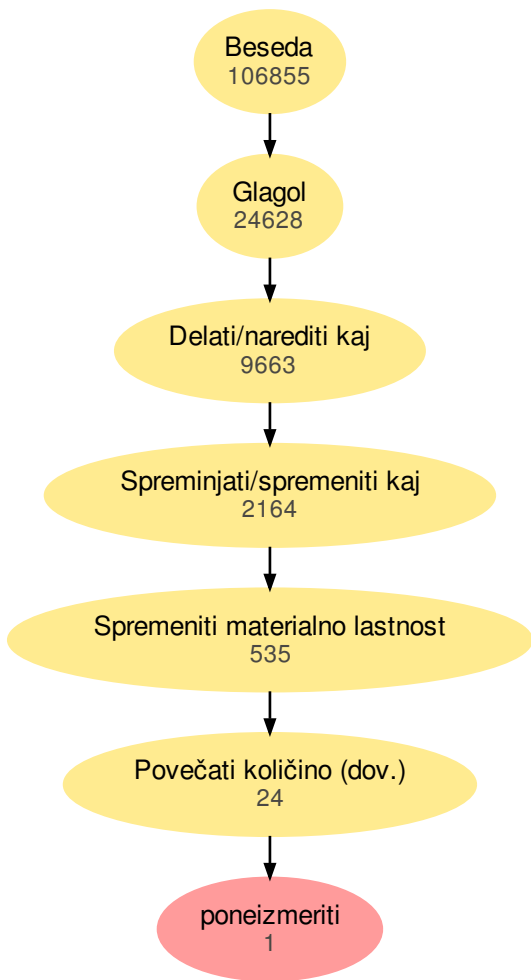 Beseda
106855
Glagol
24628
Delati/narediti kaj
9663
Spreminjati/spremeniti kaj
2164
Spremeniti materialno lastnost
535
Povečati količino (dov.)
24
poneizmeriti
1